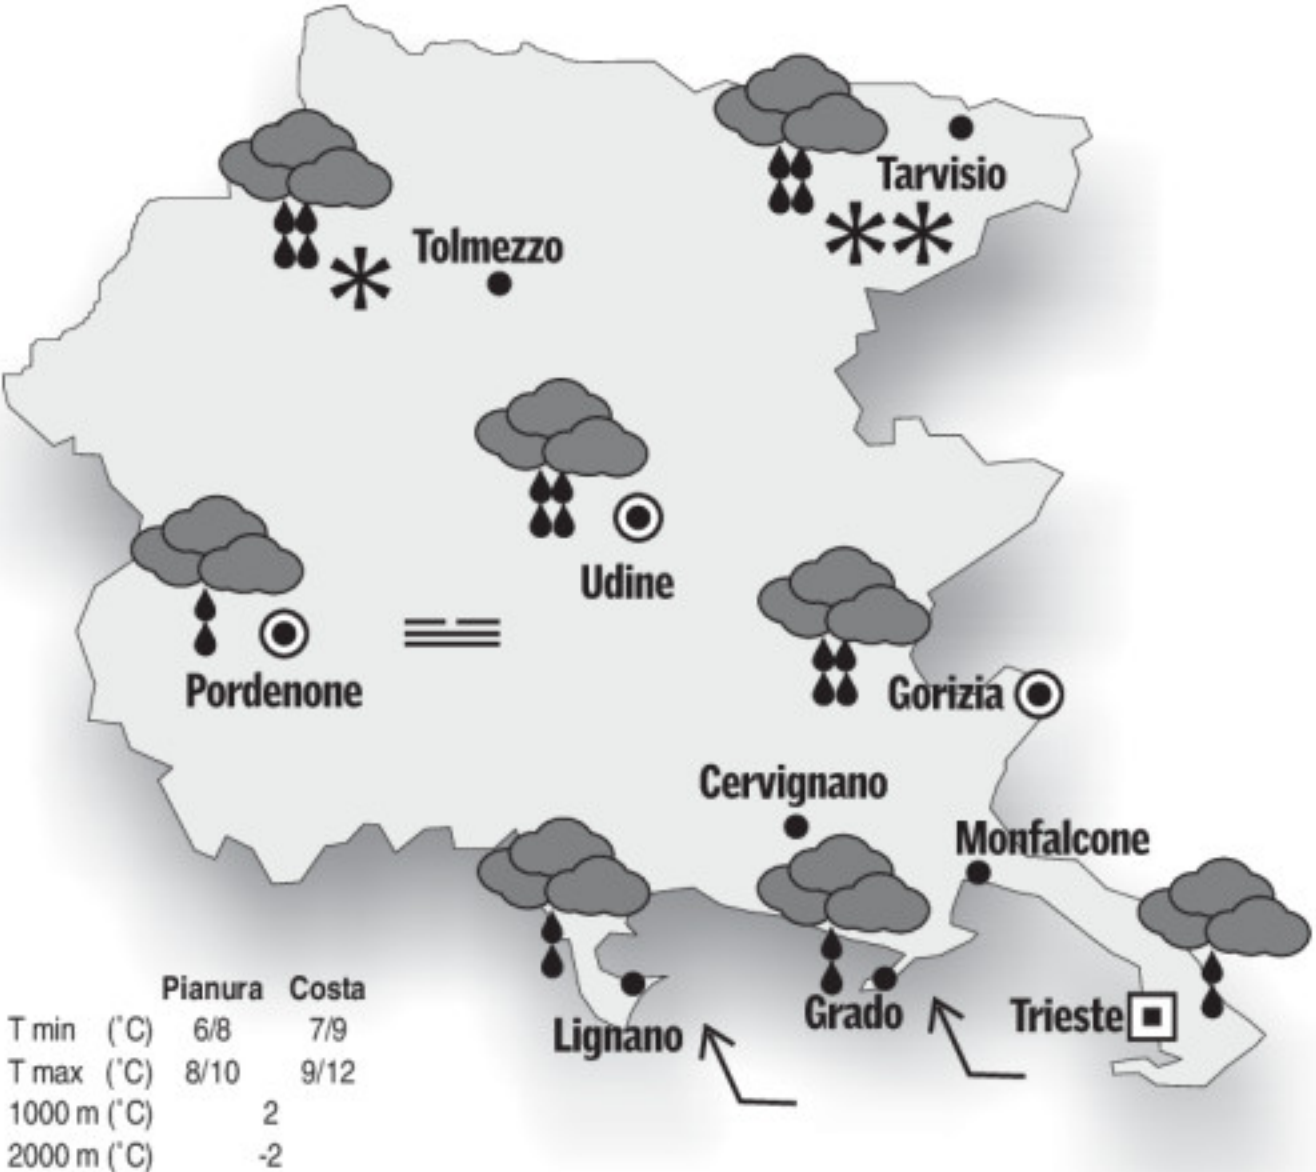 Tarvisio
Tolmezzo
Udine
Pordenone
Gorizia
Cervignano
Monfalcone
Grado
Trieste
Lignano
Pianura Costa
T min (°C) 6/8 7/9
T max (°C) 8/10 9/12
1000 m (°C) 2
2000 m (°C) -2